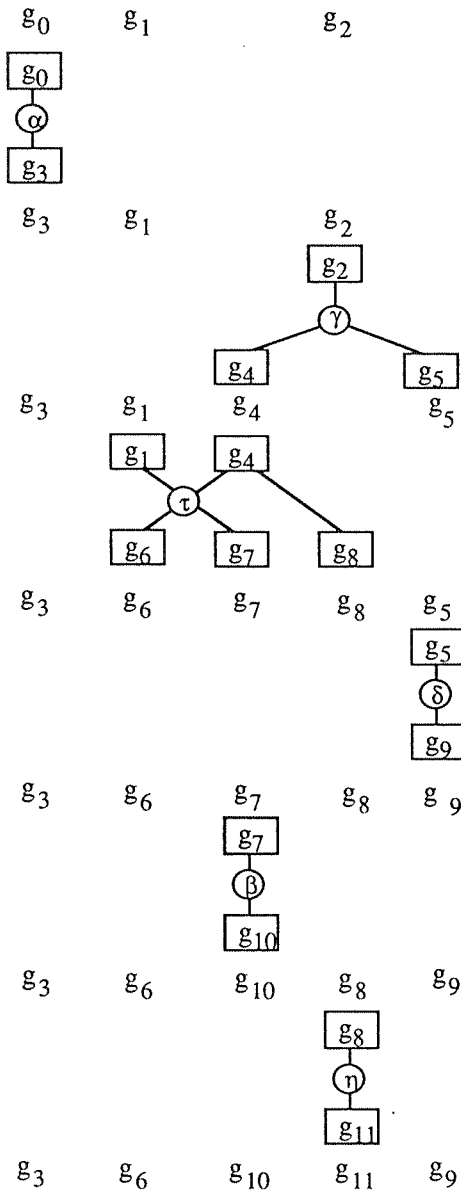 g₀ g₁ g₂
g₀
α
g₃
g₃ g₁ g₂
g₂
γ
g₄ g₅
g₃ g₁ g₄ g₅
g₁ g₄
τ
g₆ g₇ g₈
g₃ g₆ g₇ g₈ g₅
g₅
δ
g₉
g₃ g₆ g₇ g₈ g₉
g₇
β
g₁₀
g₃ g₆ g₁₀ g₈ g₉
g₈
η
g₁₁
g₃ g₆ g₁₀ g₁₁ g₉